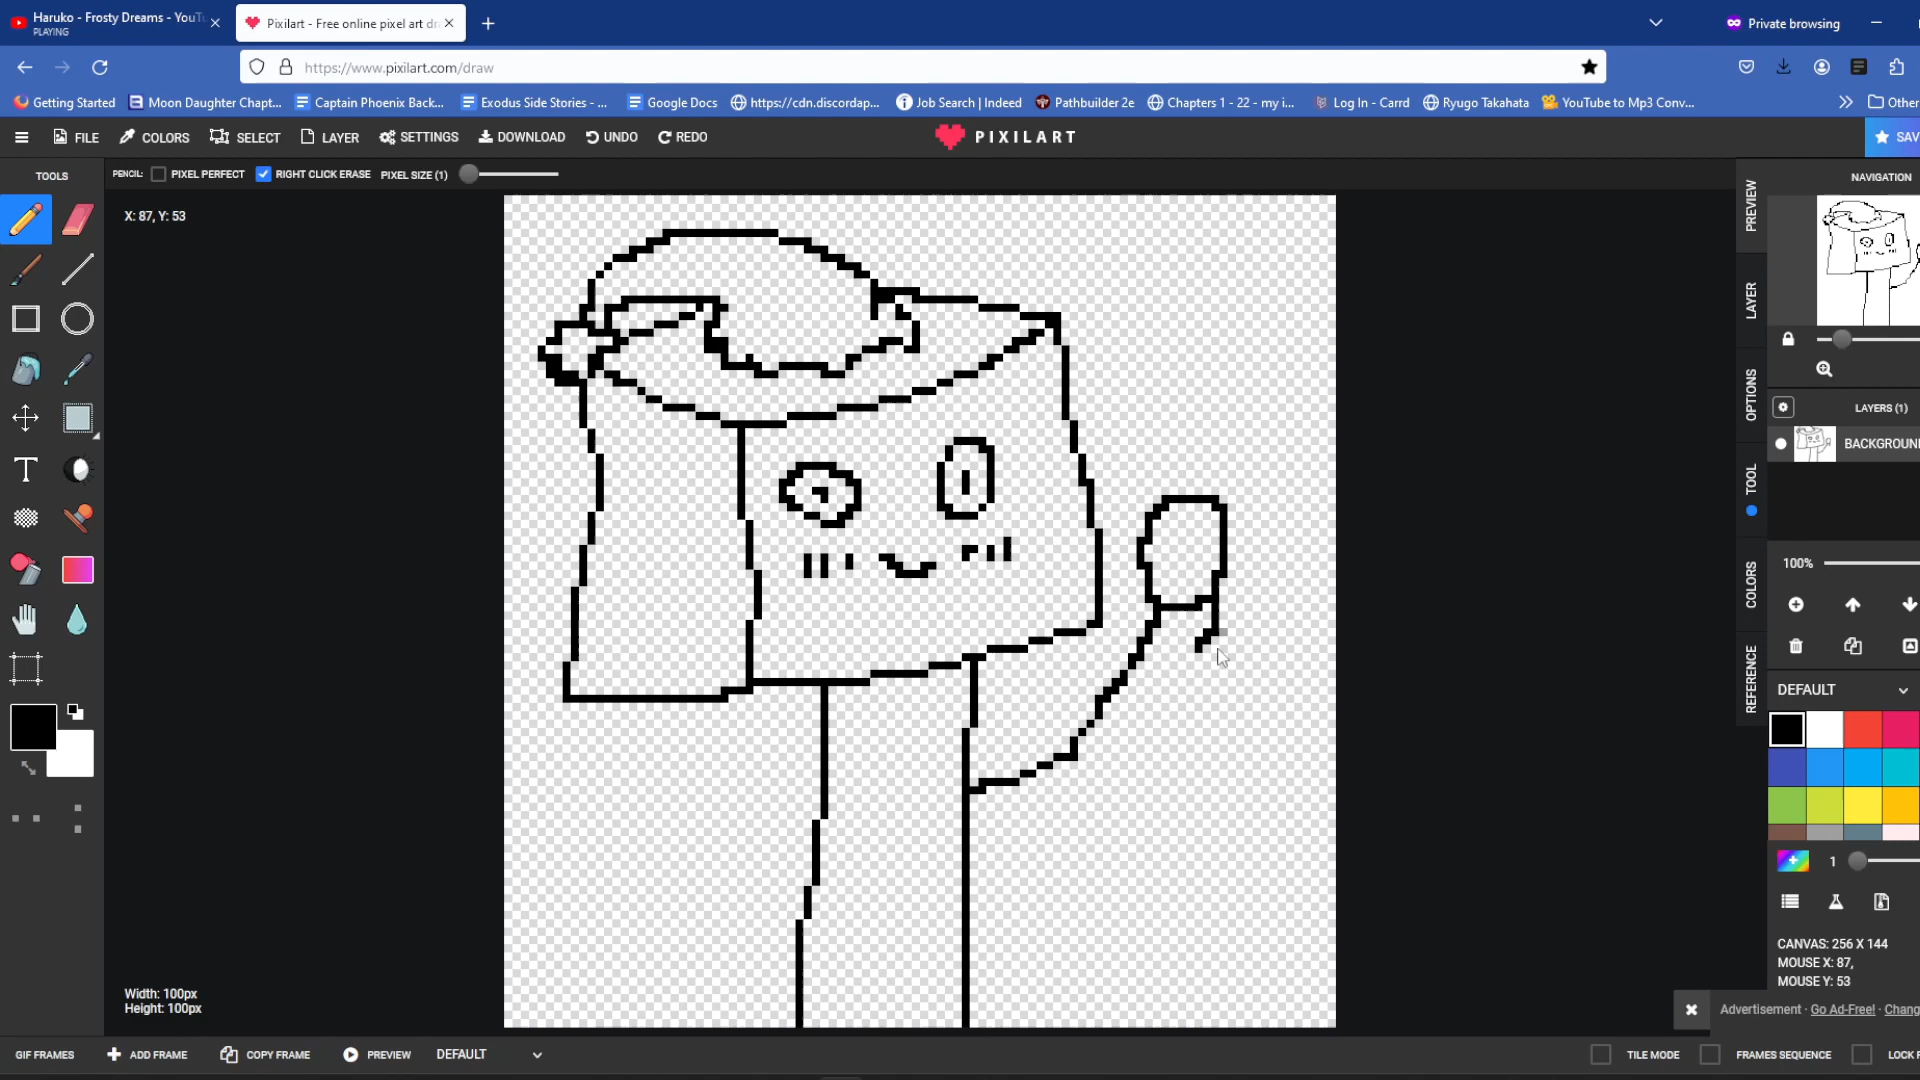 Haruko - Frosty Dreams - YouTu
PLAYING
Pixilart - Free online pixel art dr
Private browsing
https://www.pixilart.com/draw
Getting Started
Moon Daughter Chapt...
Captain Phoenix Back...
Exodus Side Stories - ...
Google Docs
https://cdn.discordap...
Job Search | Indeed
Pathbuilder 2e
Chapters 1 - 22 - my i...
Log In - Carrd
Ryugo Takahata
YouTube to Mp3 Conv...
Other
FILE
COLORS
SELECT
LAYER
SETTINGS
DOWNLOAD
UNDO
REDO
PIXILART
SAV
TOOLS
PENCIL:
PIXEL PERFECT
RIGHT CLICK ERASE
PIXEL SIZE (1)
X: 87, Y: 53
NAVIGATION
PREVIEW
LAYER
OPTIONS
TOOL
COLORS
REFERENCE
LAYERS (1)
BACKGROUN
100%
DEFAULT
1
CANVAS: 256 X 144
MOUSE X: 87,
MOUSE Y: 53
Width: 100px
Height: 100px
Advertisement · Go Ad-Free! · Chang
GIF FRAMES
ADD FRAME
COPY FRAME
PREVIEW
DEFAULT
TILE MODE
FRAMES SEQUENCE
LOCK F